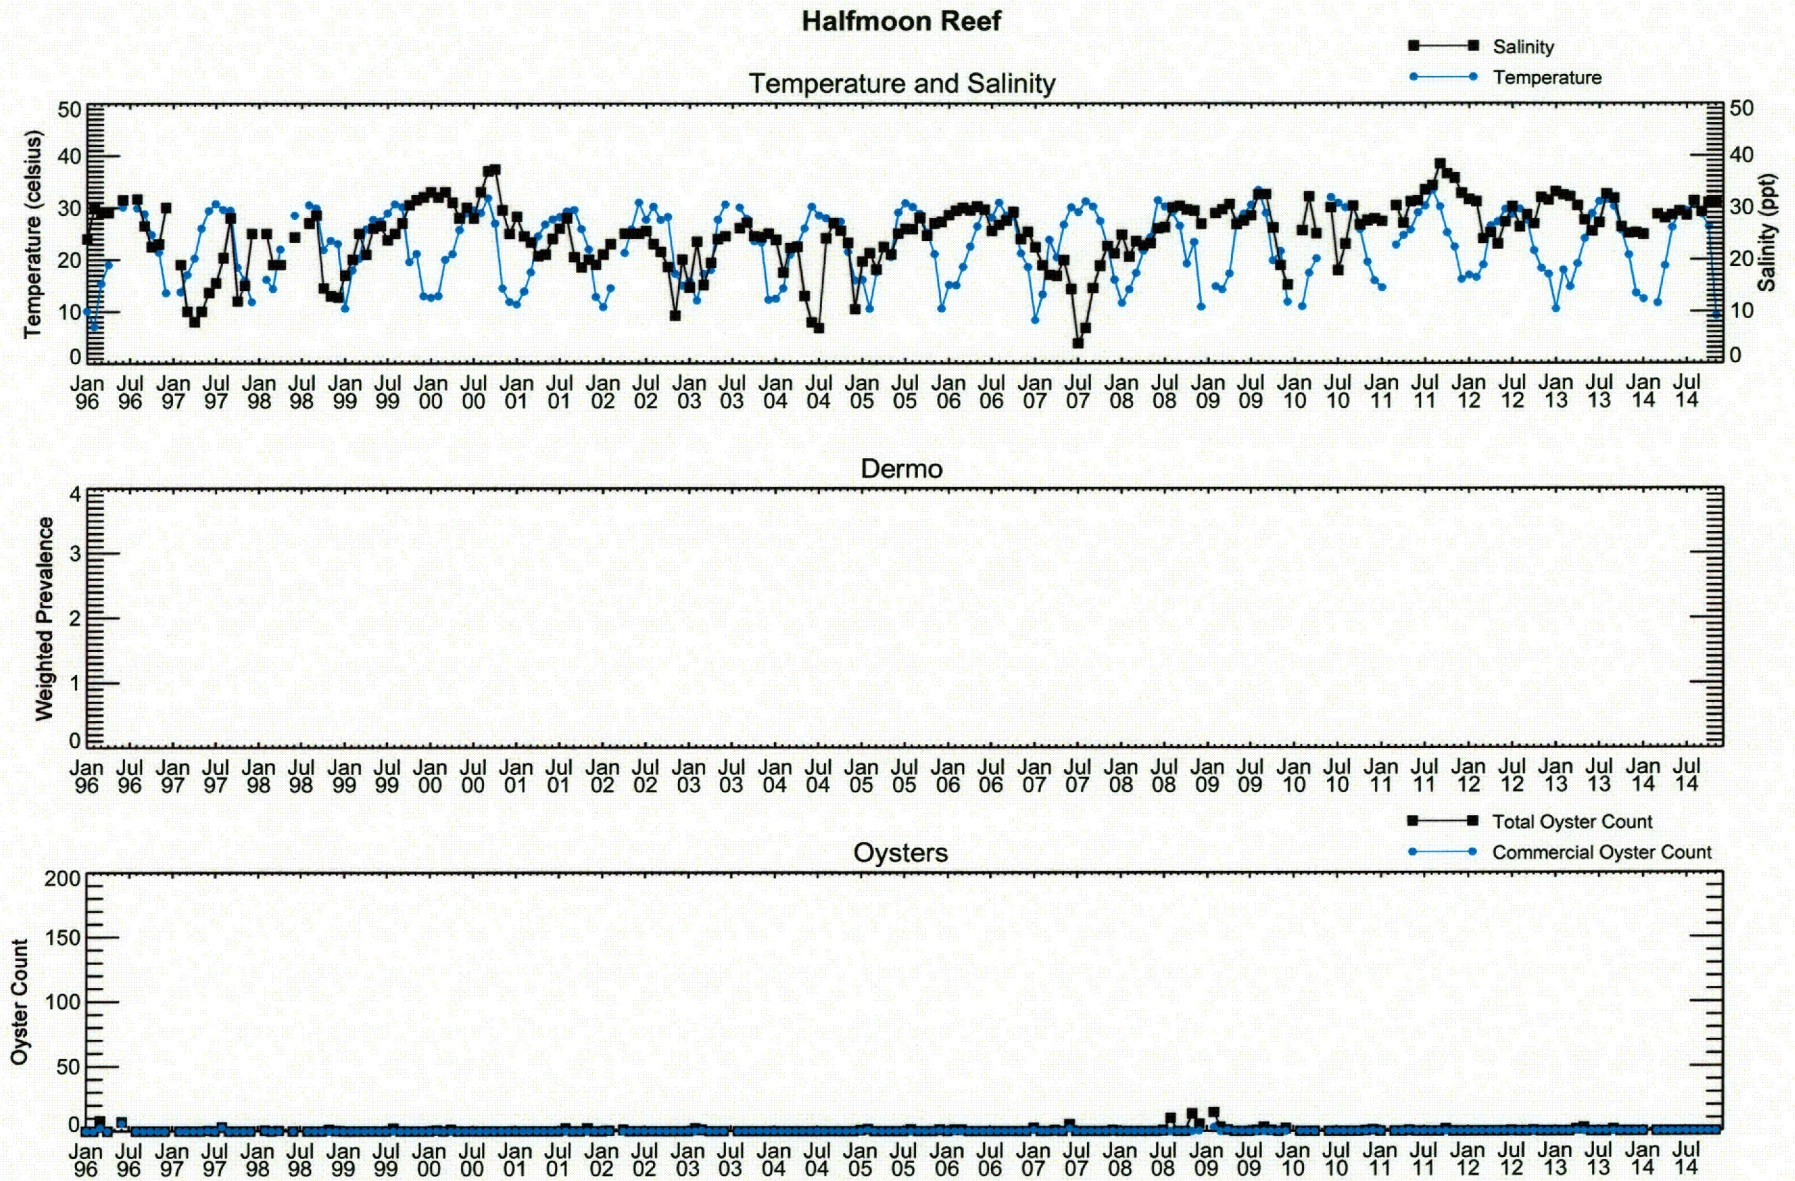 Halfmoon Reef
Salinity
Temperature
Temperature and Salinity
Temperature (celsius)
50
40
30
20
10
0
50
40
30
20
10
0
Salinity (ppt)
Jan Jul Jan Jul Jan Jul Jan Jul Jan Jul Jan Jul Jan Jul Jan Jul Jan Jul Jan Jul Jan Jul Jan Jul Jan Jul Jan Jul Jan Jul Jan Jul Jan Jul Jan Jul Jan Jul
96 96 97 97 98 98 99 99 00 00 01 01 02 02 03 03 04 04 05 05 06 06 07 07 08 08 09 09 10 10 11 11 12 12 13 13 14 14
Dermo
Weighted Prevalence
4
3
2
1
0
Jan Jul Jan Jul Jan Jul Jan Jul Jan Jul Jan Jul Jan Jul Jan Jul Jan Jul Jan Jul Jan Jul Jan Jul Jan Jul Jan Jul Jan Jul Jan Jul Jan Jul Jan Jul Jan Jul
96 96 97 97 98 98 99 99 00 00 01 01 02 02 03 03 04 04 05 05 06 06 07 07 08 08 09 09 10 10 11 11 12 12 13 13 14 14
Total Oyster Count
Commercial Oyster Count
Oysters
Oyster Count
200
150
100
50
0
Jan Jul Jan Jul Jan Jul Jan Jul Jan Jul Jan Jul Jan Jul Jan Jul Jan Jul Jan Jul Jan Jul Jan Jul Jan Jul Jan Jul Jan Jul Jan Jul Jan Jul Jan Jul Jan Jul
96 96 97 97 98 98 99 99 00 00 01 01 02 02 03 03 04 04 05 05 06 06 07 07 08 08 09 09 10 10 11 11 12 12 13 13 14 14